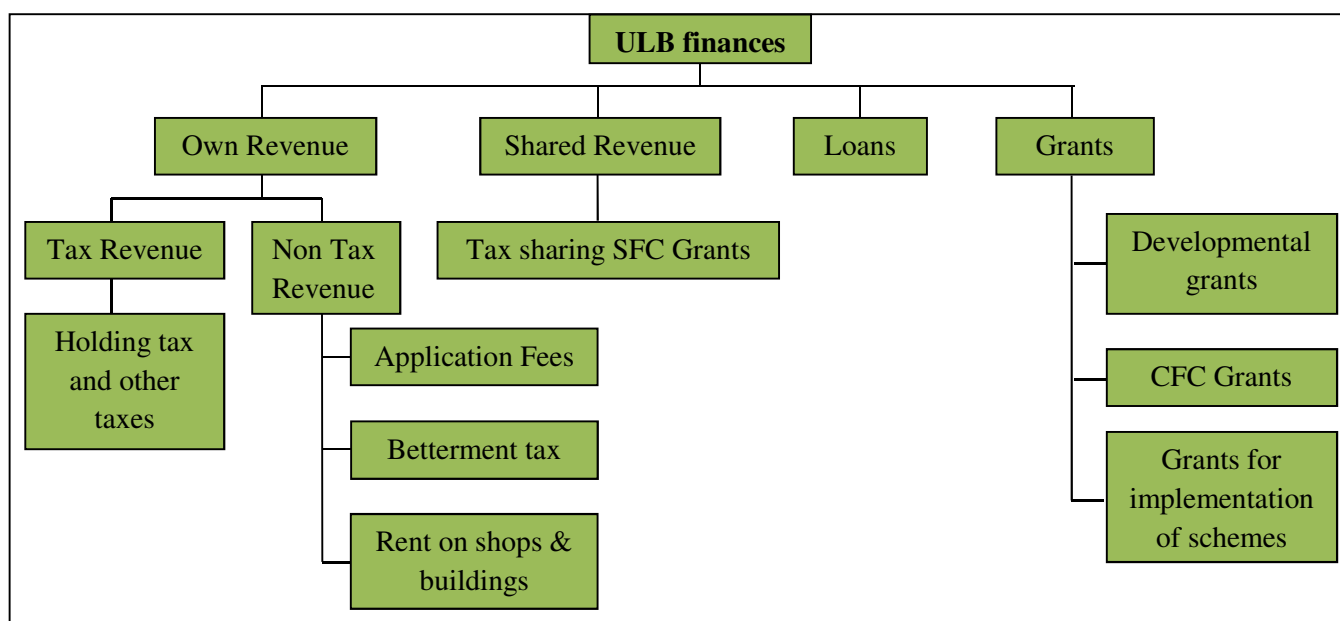 ULB finances
Own Revenue
Shared Revenue
Loans
Grants
Tax Revenue
Non Tax
Revenue
Tax sharing SFC Grants
Developmental
grants
Holding tax
and other
taxes
Application Fees
CFC Grants
Betterment tax
Grants for
implementation
of schemes
Rent on shops &
buildings